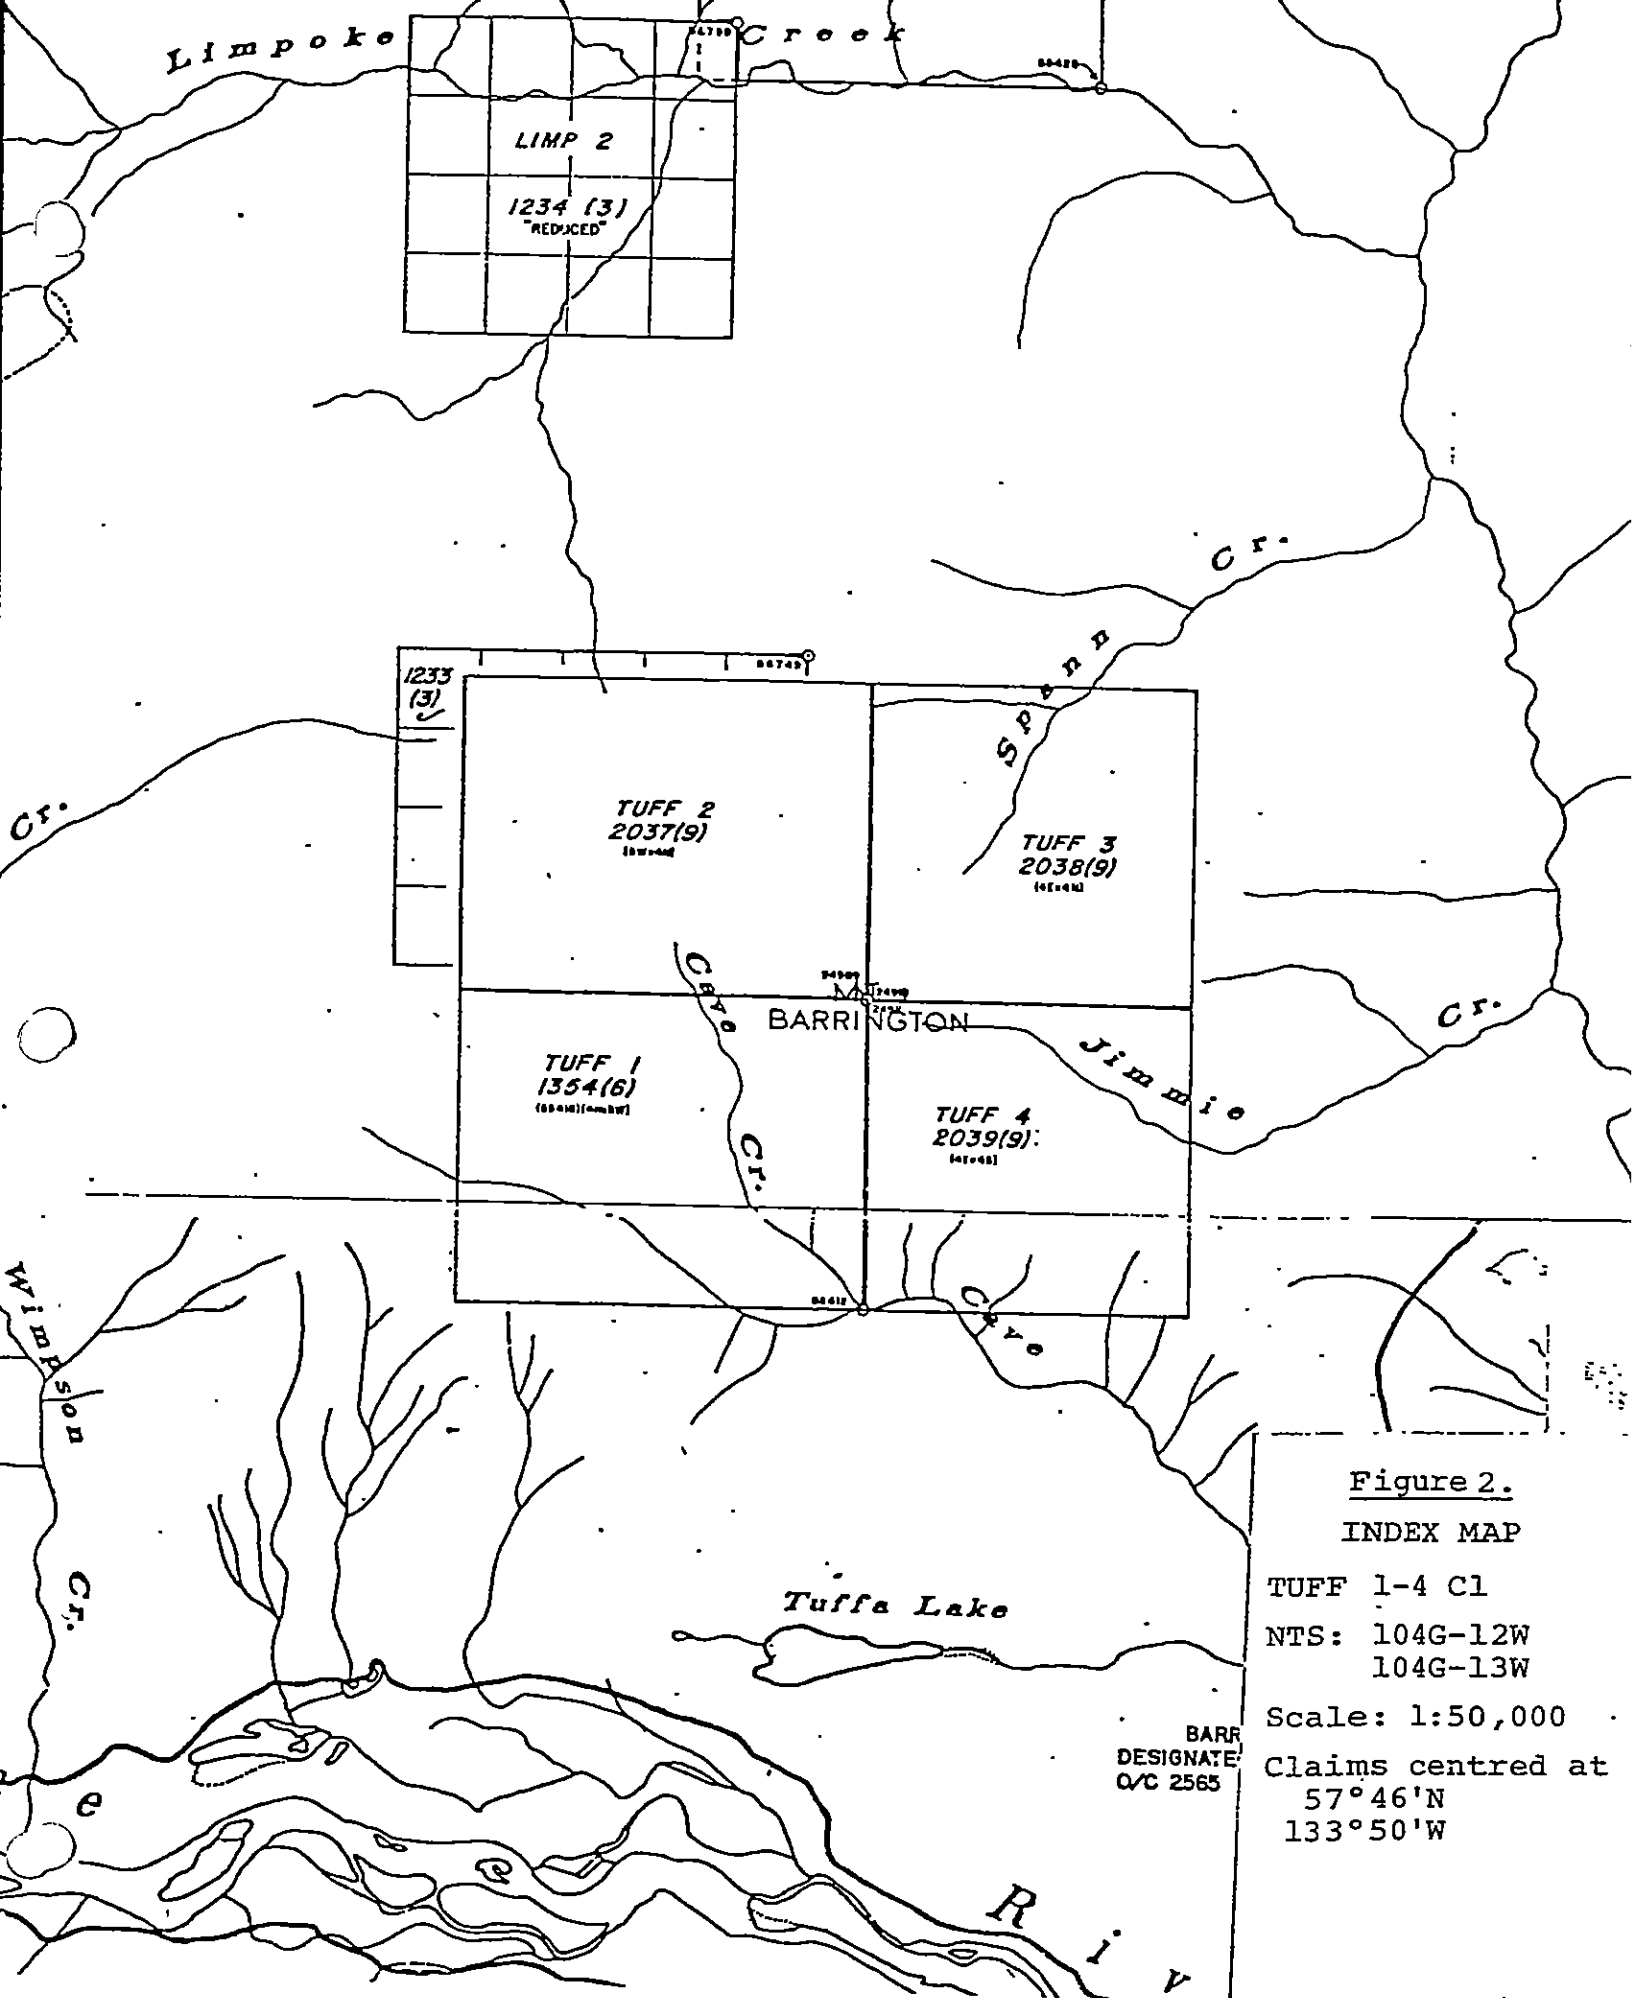 Limpoke Creek
LIMP 2
1234 (3)
"REDUCED"
Cr.
Spann
1233
(3)
Cr.
TUFF 2
2037(9)
TUFF 3
2038(9)
Cave
Mt
BARRINGTON
Cr.
Jimmie
TUFF 1
1354(6)
TUFF 4
2039(9)
Cr.
Cave
Wimpson
Cr.
Figure 2.
INDEX MAP
TUFF 1-4 Cl
NTS: 104G-12W
104G-13W
Scale: 1:50,000
Claims centred at
57°46'N
133°50'W
Tuffa Lake
BARR
DESIGNATE
O/C 2565
e
e
Riv